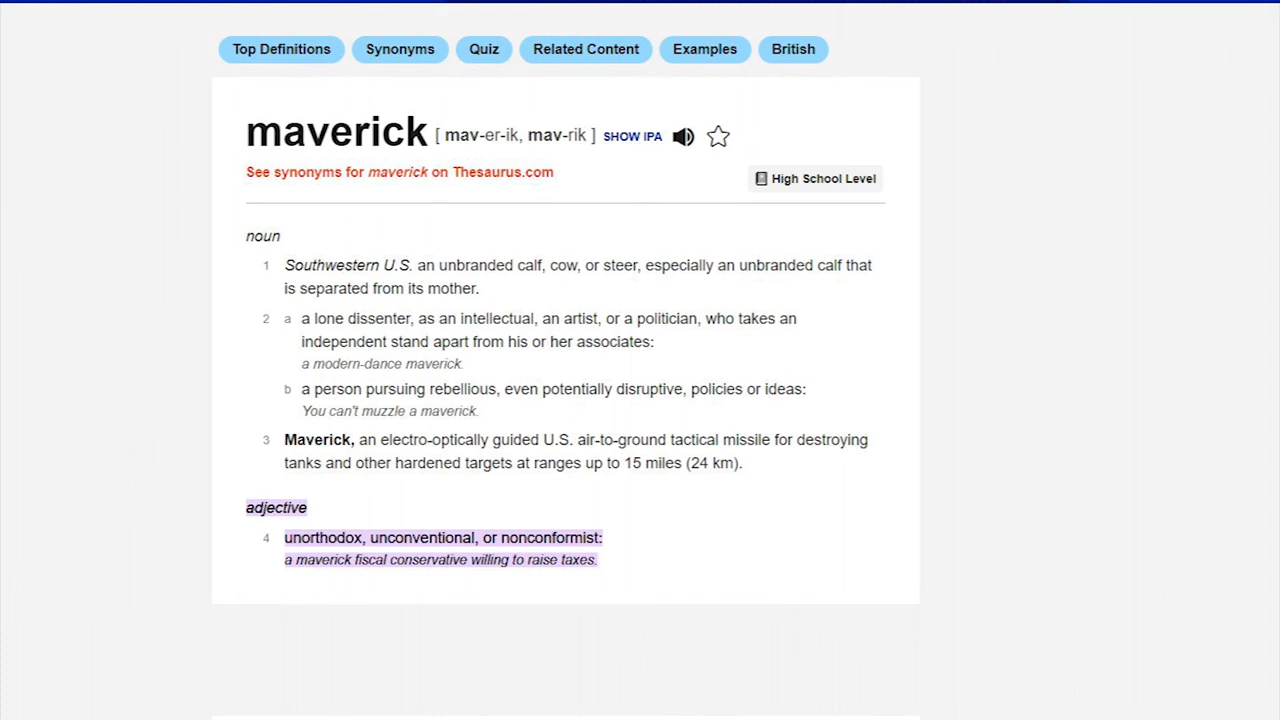 Top Definitions Synonyms Quiz Related Content Examples British
maverick [ mav-er-ik, mav-rik ] SHOW IPA
See synonyms for maverick on Thesaurus.com
High School Level
noun
1 Southwestern U.S. an unbranded calf, cow, or steer, especially an unbranded calf that
is separated from its mother.
2 a a lone dissenter, as an intellectual, an artist, or a politician, who takes an
independent stand apart from his or her associates:
a modern-dance maverick.
b a person pursuing rebellious, even potentially disruptive, policies or ideas:
You can't muzzle a maverick.
3 Maverick, an electro-optically guided U.S. air-to-ground tactical missile for destroying
tanks and other hardened targets at ranges up to 15 miles (24 km).
adjective
4 unorthodox, unconventional, or nonconformist:
a maverick fiscal conservative willing to raise taxes.